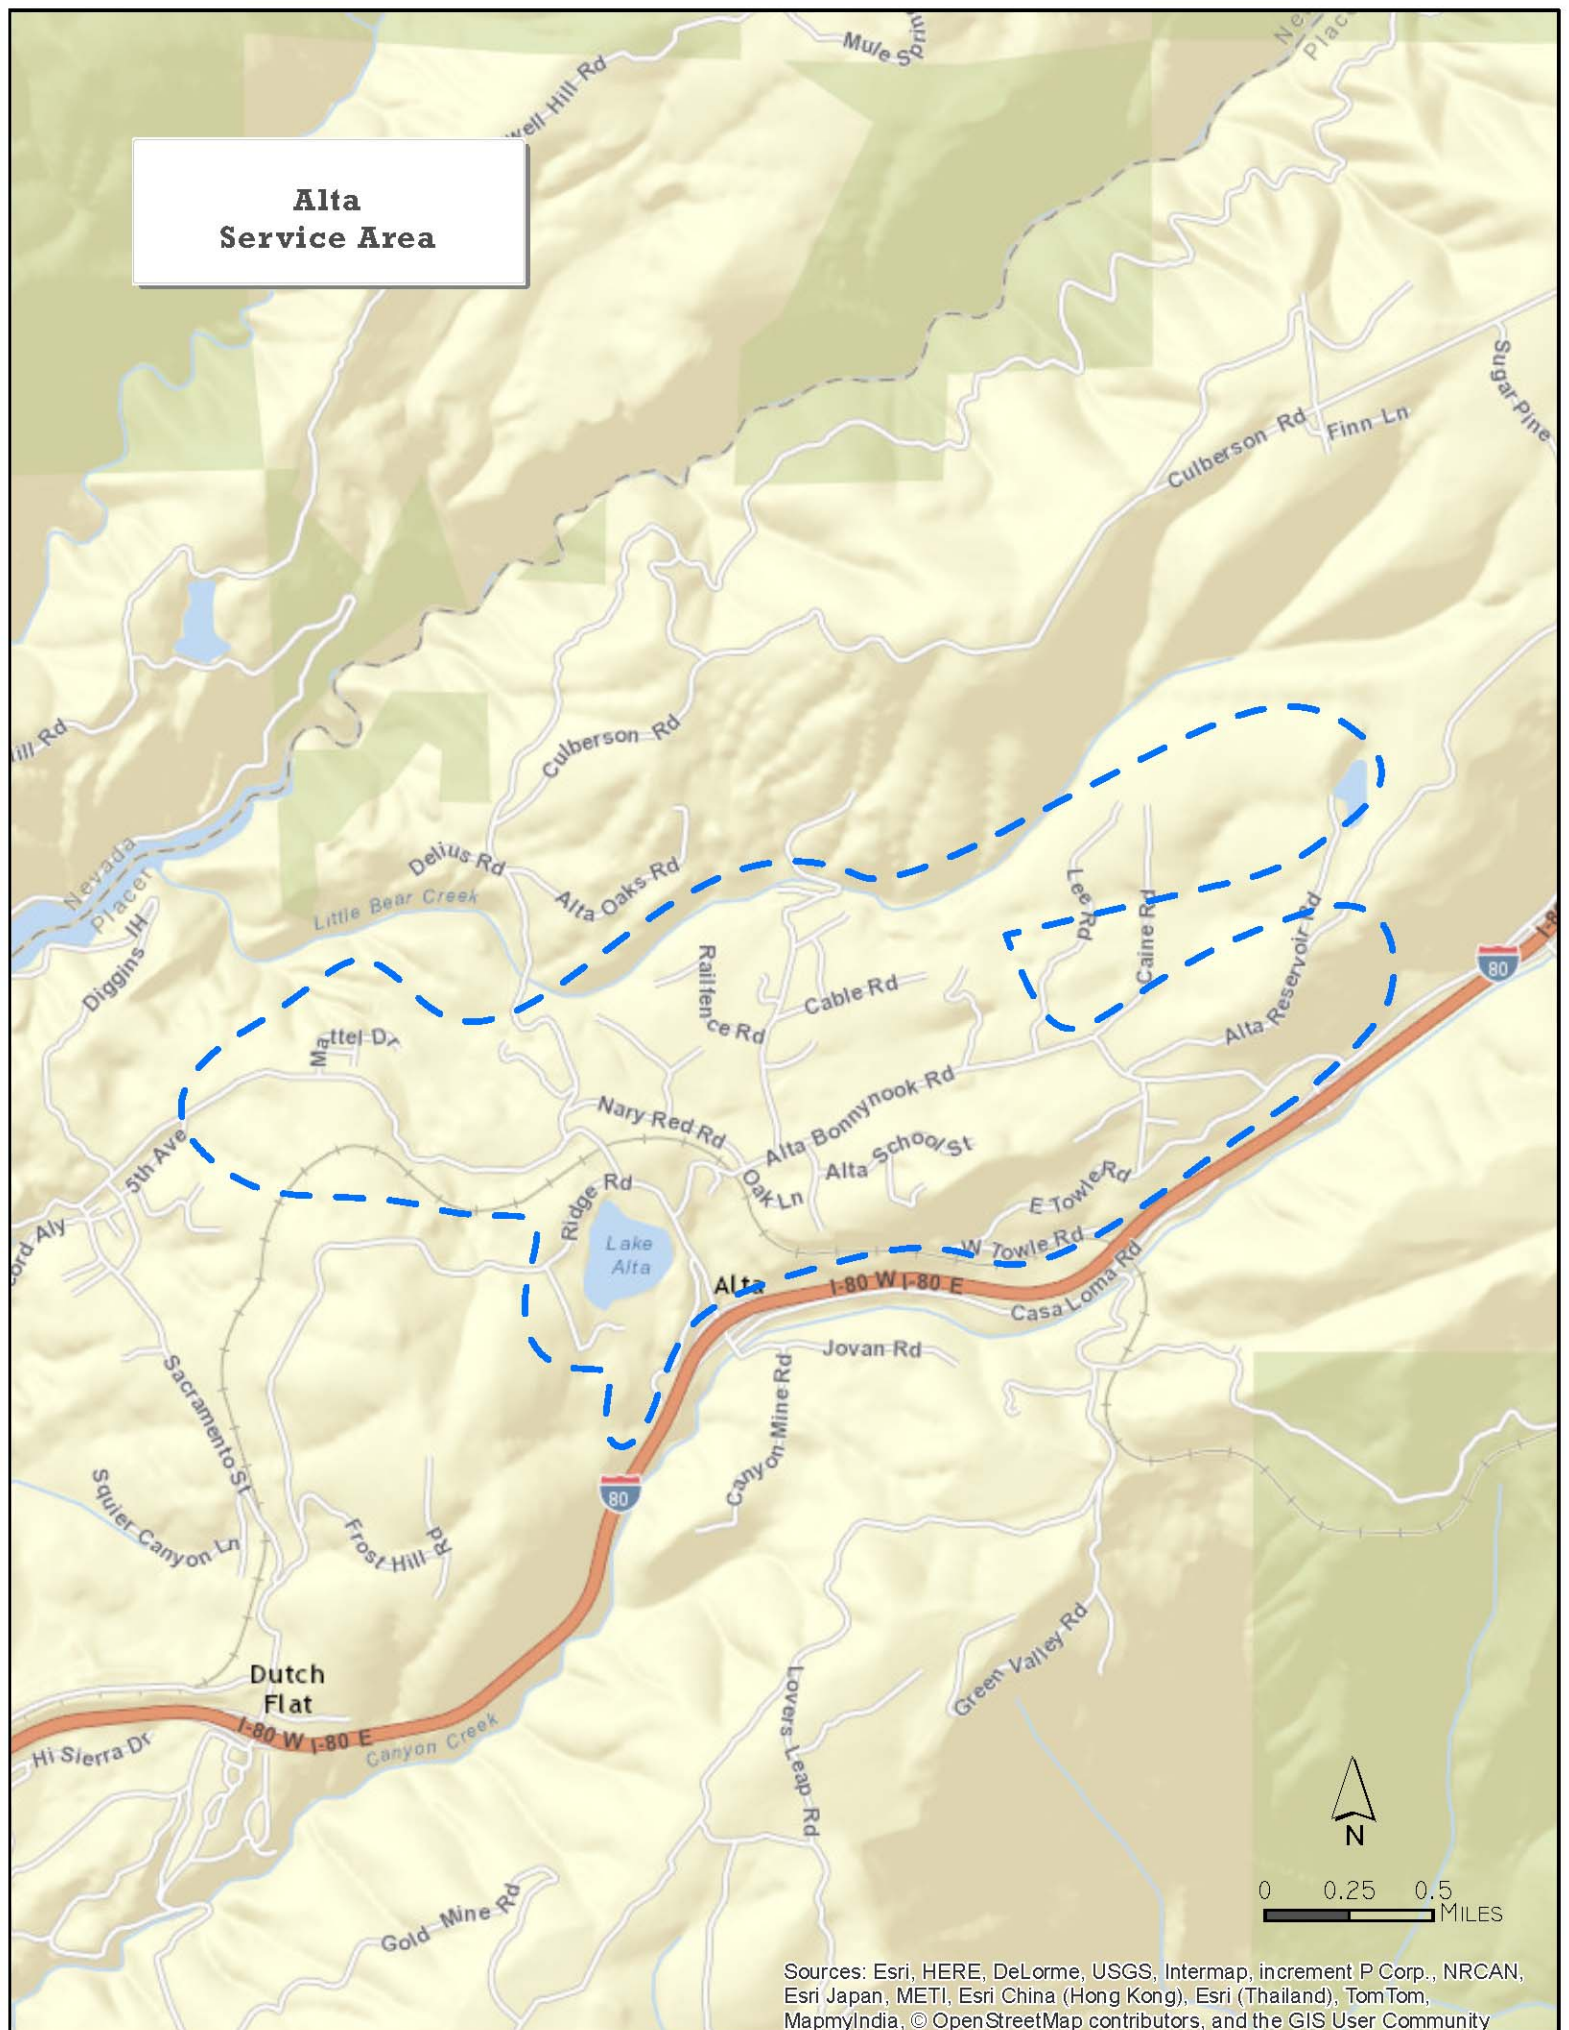 Alta
Service Area
well Hill Rd
Mule Sprin
Ne
Place
Sugar Pine
Culberson Rd
Finn Ln
ill Rd
Culberson Rd
Nevada
Placer
Delius Rd
Alta Oaks Rd
Little Bear Creek
Diggins Hl
Lee Rd
Caine Rd
Railfence Rd
Cable Rd
Alta Reservoir Rd
I-8
80
Mattel Dr
Nary Red Rd
Alta Bonnynook Rd
Alta School St
5th Ave
Oak Ln
Ridge Rd
E Towle Rd
W Towle Rd
Lake
Alta
Alta
I-80 W I-80 E
Casa Loma Rd
ord Aly
Jovan Rd
Canyon Mine Rd
Sacramento St
80
Squier Canyon Ln
Frost Hill Rd
Green Valley Rd
Lovers Leap Rd
Dutch
Flat
I-80 W I-80 E
Canyon Creek
Hi Sierra Dr
Gold Mine Rd
N
0 0.25 0.5
MILES
Sources: Esri, HERE, DeLorme, USGS, Intermap, increment P Corp., NRCAN,
Esri Japan, METI, Esri China (Hong Kong), Esri (Thailand), TomTom,
MapmyIndia, © OpenStreetMap contributors, and the GIS User Community